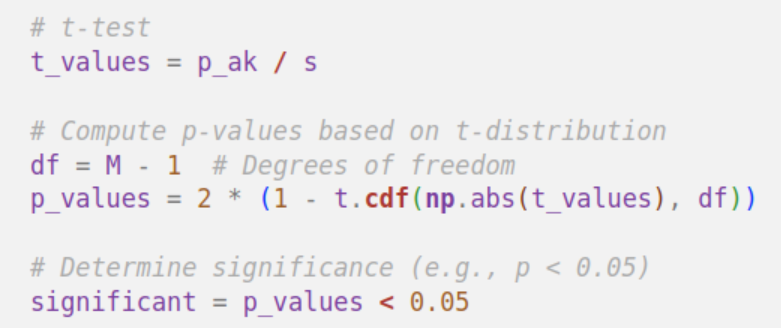 # t-test
t_values = p_ak / s
# Compute p-values based on t-distribution
df = M - 1  # Degrees of freedom
p_values = 2 * (1 - t.cdf(np.abs(t_values), df))
# Determine significance (e.g., p < 0.05)
significant = p_values < 0.05